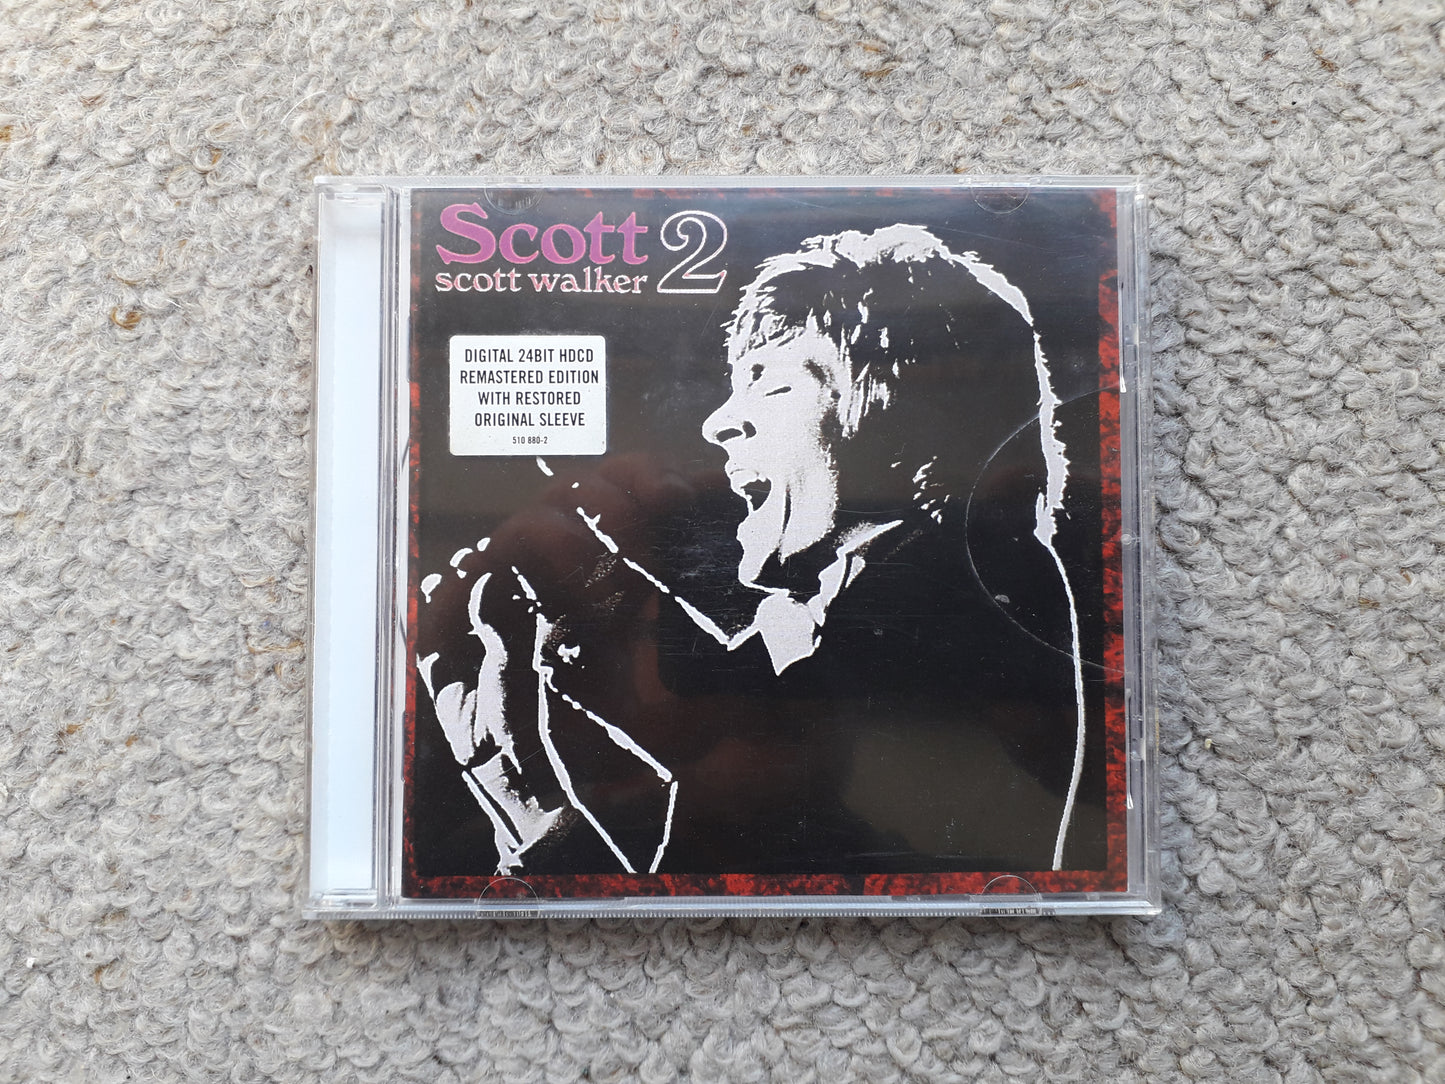 Scott 2
scott walker
DIGITAL 24BIT HDCD
REMASTERED EDITION
WITH RESTORED
ORIGINAL SLEEVE
510 880-2